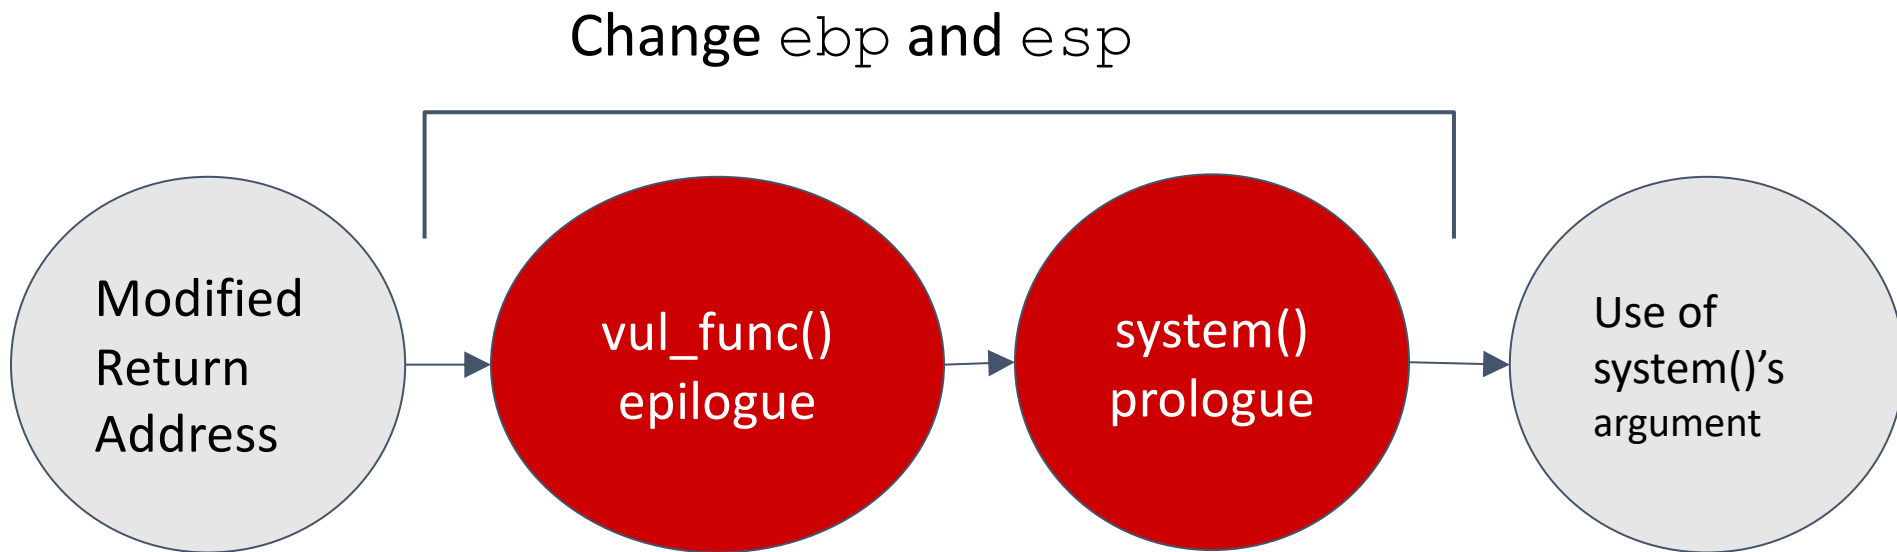 Change ebp and esp
Modified
Return
Address
vul_func()
epilogue
system()
prologue
Use of
system()’s
argument